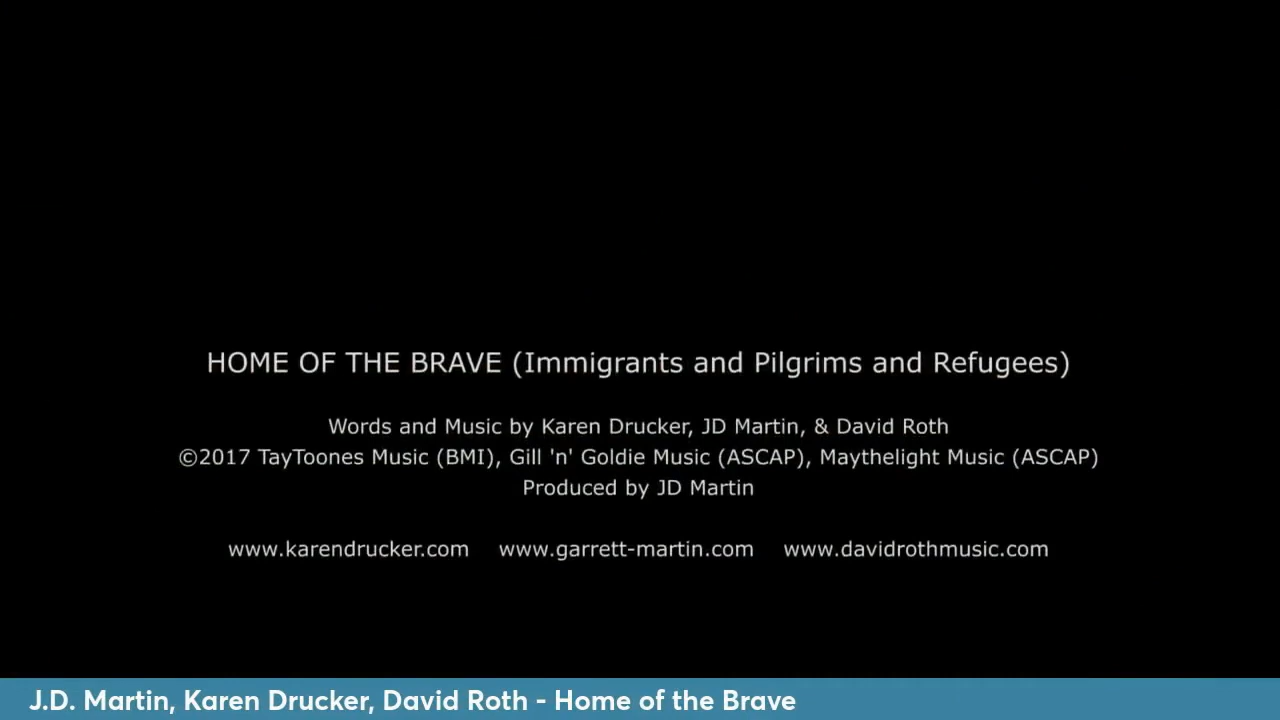 HOME OF THE BRAVE (Immigrants and Pilgrims and Refugees)
Words and Music by Karen Drucker, JD Martin, & David Roth
©2017 TayToones Music (BMI), Gill 'n' Goldie Music (ASCAP), Maythelight Music (ASCAP)
Produced by JD Martin
www.karendrucker.com www.garrett-martin.com www.davidrothmusic.com
J.D. Martin, Karen Drucker, David Roth - Home of the Brave